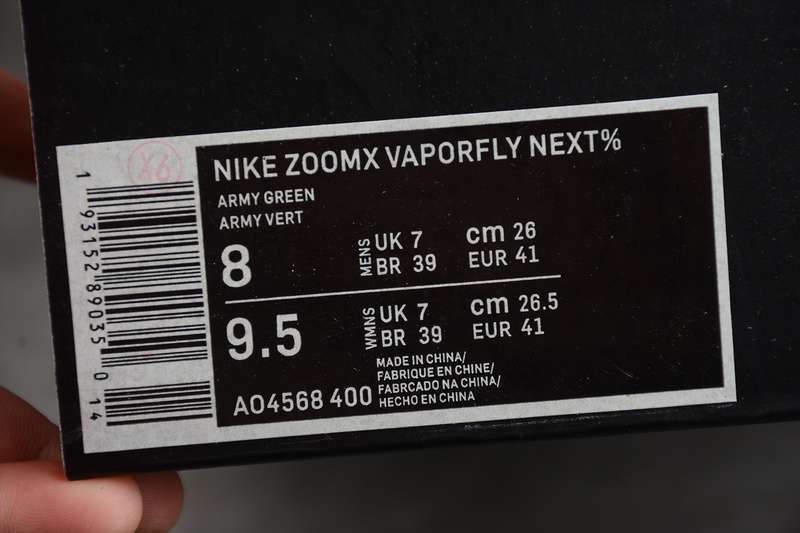 X6
NIKE ZOOMX VAPORFLY NEXT%
ARMY GREEN
ARMY VERT
8 MENS UK 7 cm 26
BR 39 EUR 41
9.5 WMNS UK 7 cm 26.5
BR 39 EUR 41
MADE IN CHINA/
FABRIQUE EN CHINE/
FABRCADO NA CHINA/
HECHO EN CHINA
AO4568 400
1 93152 89035 0 14